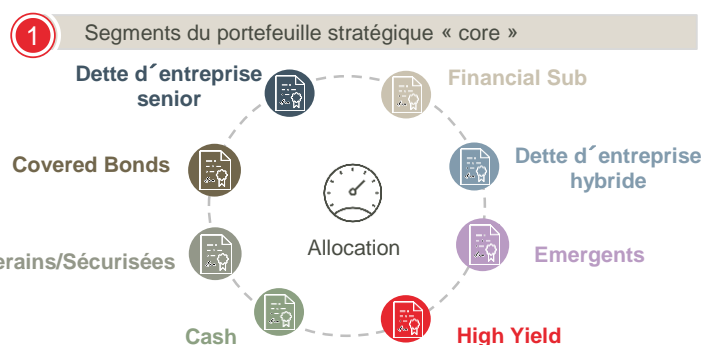 1
Segments du portefeuille stratégique « core »
Dette d´entreprise
senior
Financial Sub
Covered Bonds
Dette d´entreprise
hybride
Allocation
erains/Sécurisées
Emergents
Cash
High Yield